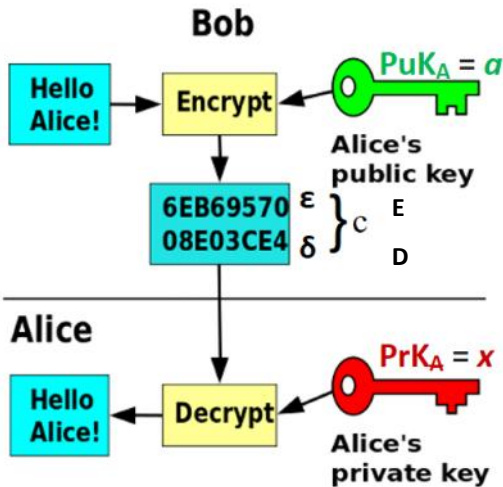 Bob
PuKA = a
Hello
Alice!
Encrypt
Alice's
public key
6EB69570 ε
08E03CE4 δ
} c
E
D
Alice
PrKA = x
Hello
Alice!
Decrypt
Alice's
private key